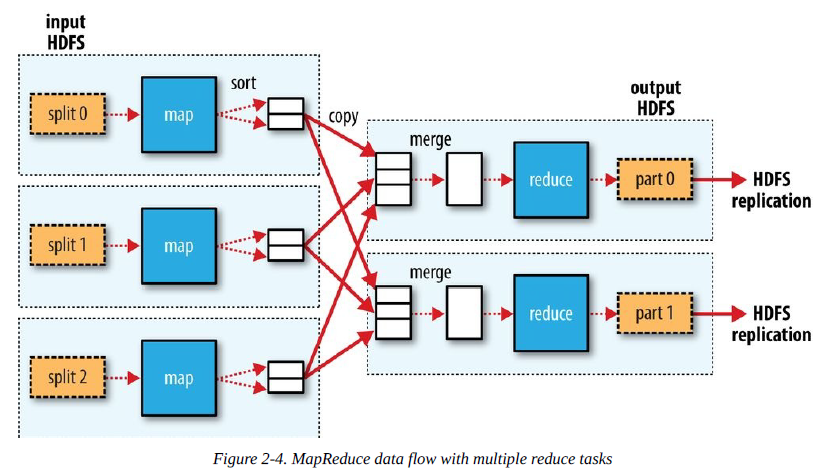 input
HDFS
split 0
map
sort
copy
split 1
map
split 2
map
output
HDFS
merge
reduce
part 0
HDFS
replication
merge
reduce
part 1
HDFS
replication
Figure 2-4. MapReduce data flow with multiple reduce tasks